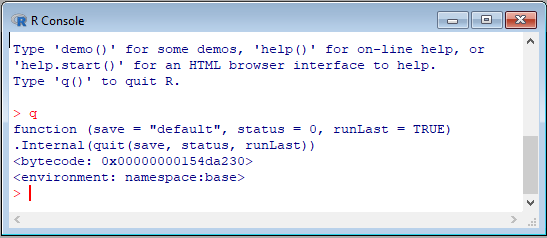 R Console
Type 'demo()' for some demos, 'help()' for on-line help, or
'help.start()' for an HTML browser interface to help.
Type 'q()' to quit R.
> q
function (save = "default", status = 0, runLast = TRUE)
.Internal(quit(save, status, runLast))
<bytecode: 0x00000000154da230>
<environment: namespace:base>
>